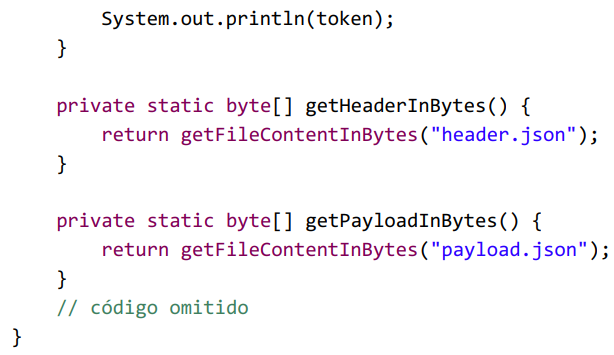 System.out.println(token);
    }

    private static byte[] getHeaderInBytes() {
        return getFileContentInBytes("header.json");
    }

    private static byte[] getPayloadInBytes() {
        return getFileContentInBytes("payload.json");
    }
    // código omitido
}